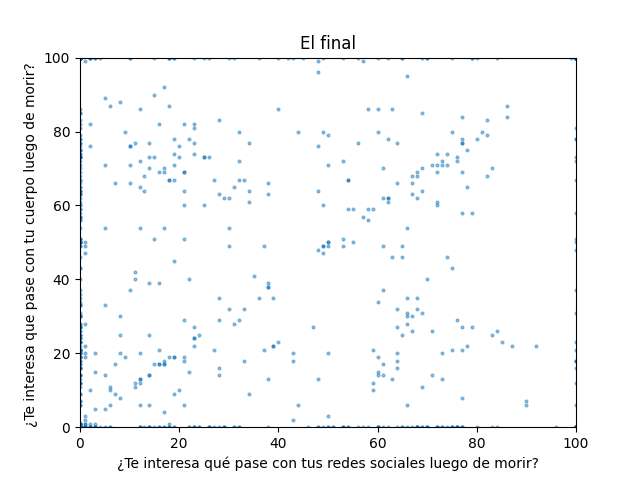 El final
¿Te interesa que pase con tu cuerpo luego de morir?
100
80
60
40
20
0
0 20 40 60 80 100
¿Te interesa qué pase con tus redes sociales luego de morir?